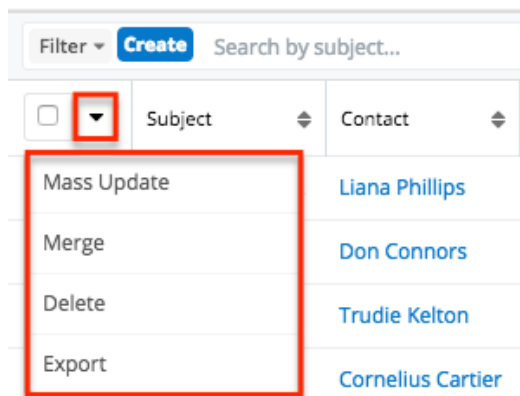 Filter Create Search by subject...
Subject Contact
Mass Update Liana Phillips
Merge Don Connors
Delete Trudie Kelton
Export Cornelius Cartier